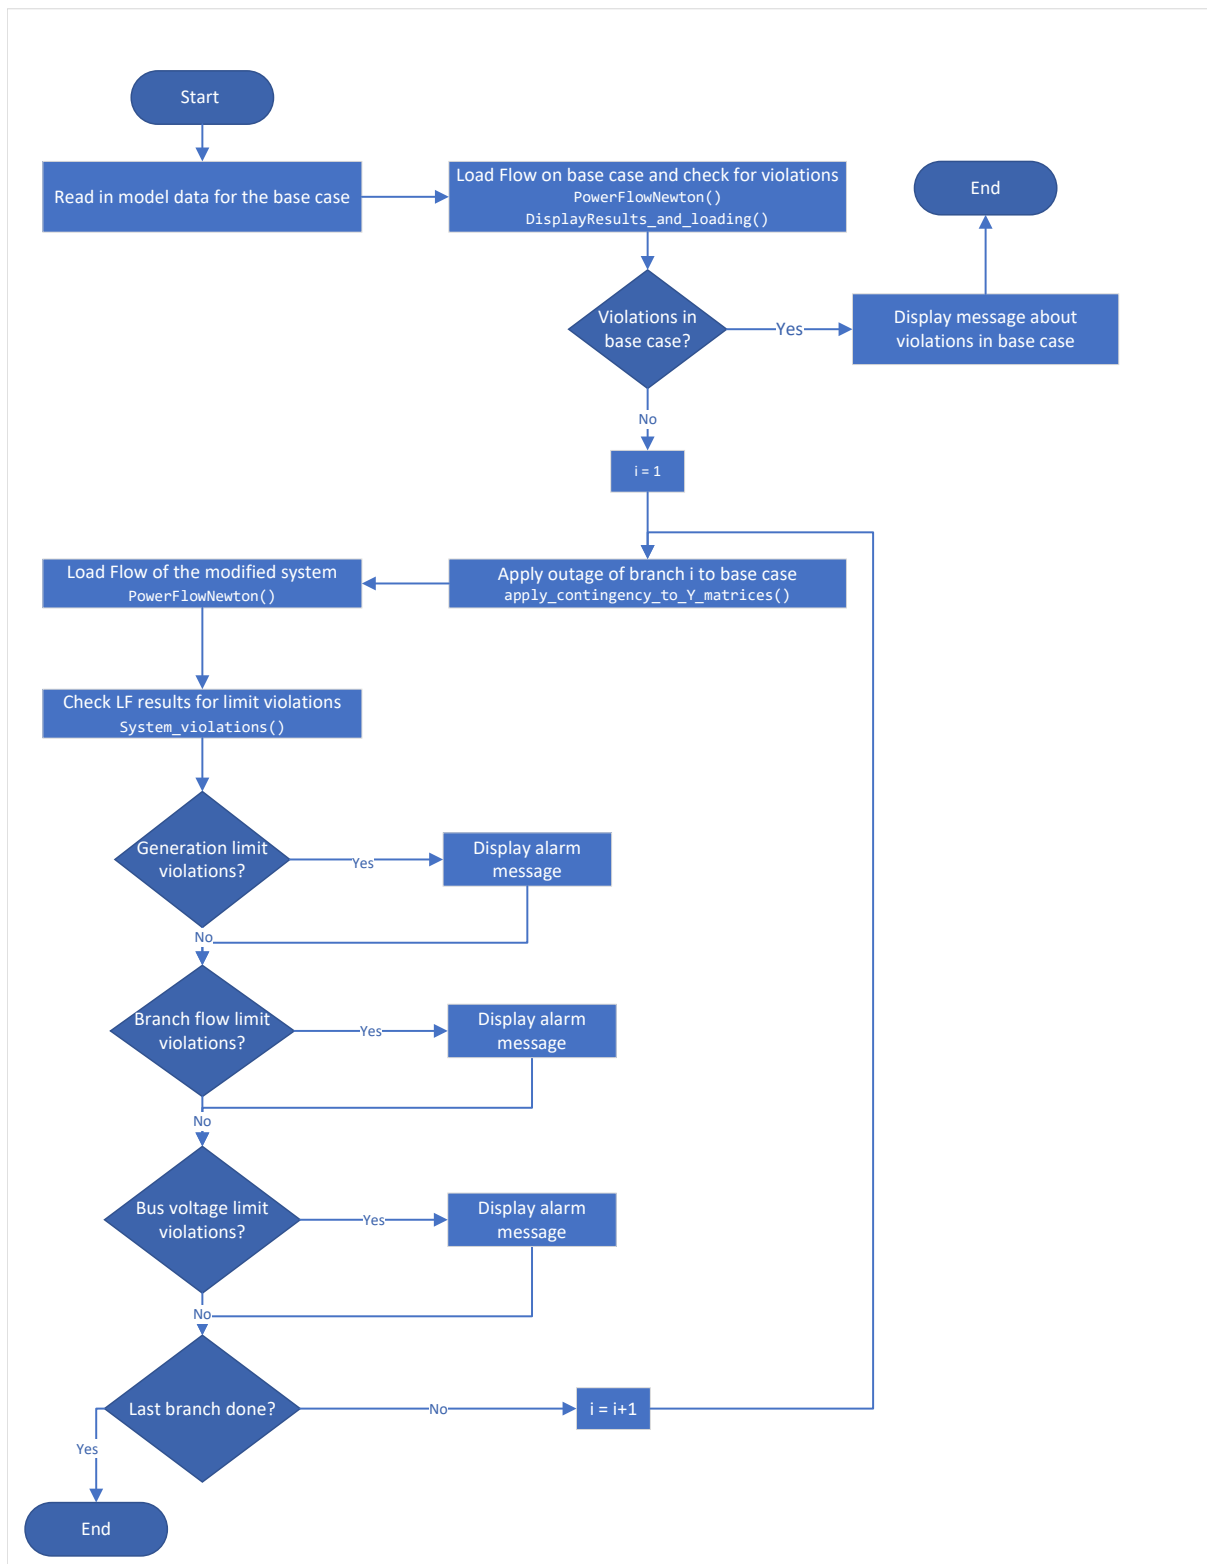 Start
Read in model data for the base case
Load Flow on base case and check for violations
PowerFlowNewton()
DisplayResults_and_loading()
End
Violations in
base case?
Yes
Display message about
violations in base case
No
i = 1
Apply outage of branch i to base case
apply_contingency_to_Y_matrices()
Load Flow of the modified system
PowerFlowNewton()
Check LF results for limit violations
System_violations()
Generation limit
violations?
Yes
Display alarm
message
No
Branch flow limit
violations?
Yes
Display alarm
message
No
Bus voltage limit
violations?
Yes
Display alarm
message
No
Last branch done?
No
i = i+1
Yes
End